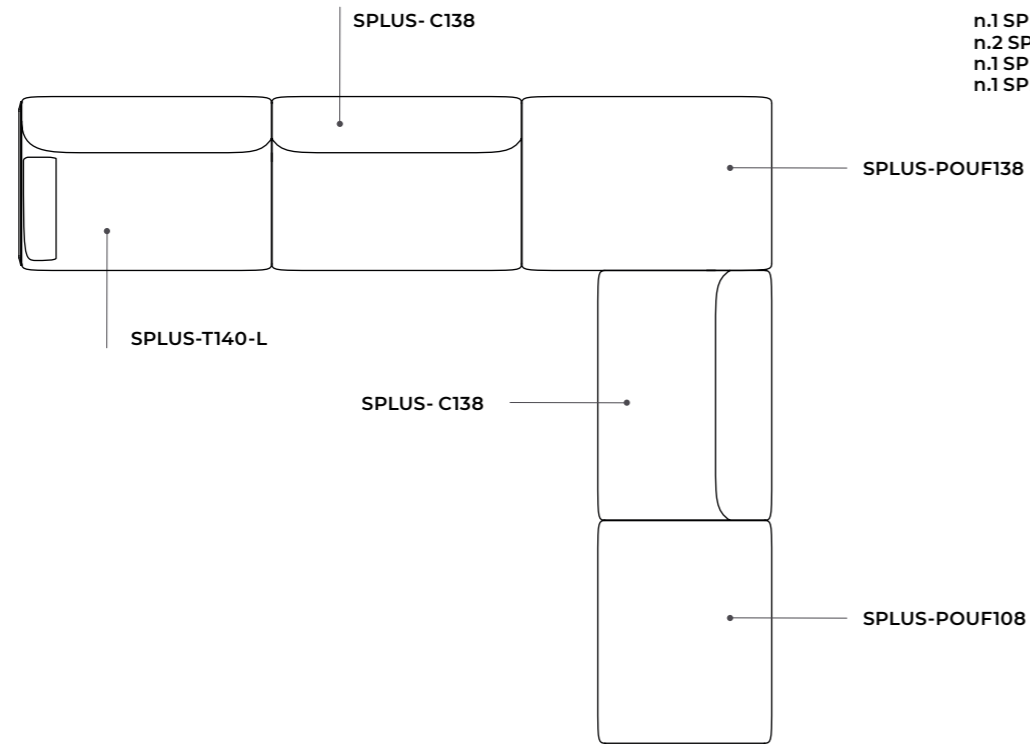 SPLUS- C138
n.1 SP
n.2 SP
n.1 SP
n.1 SP
SPLUS-POUF138
SPLUS-T140-L
SPLUS- C138
SPLUS-POUF108